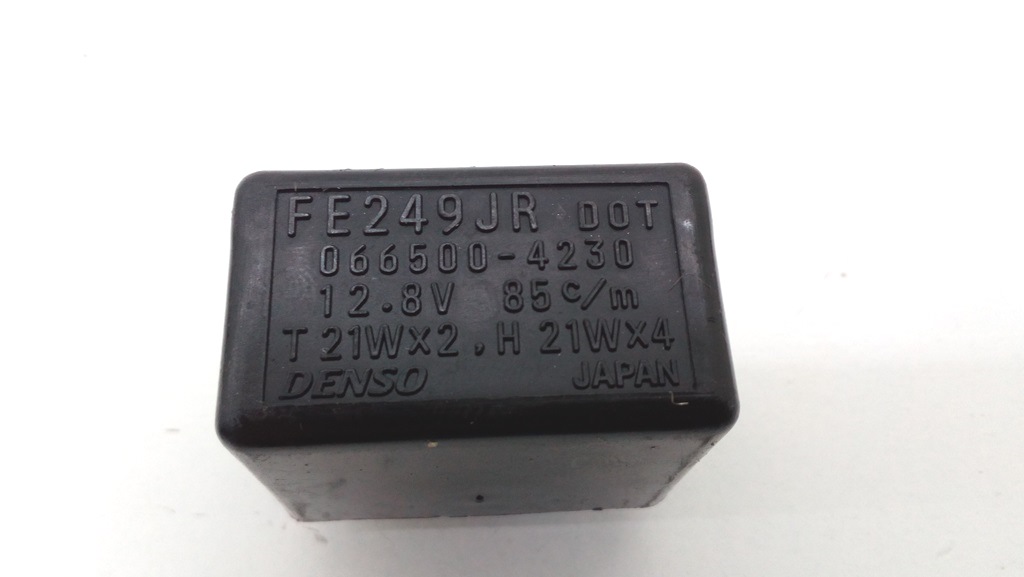 FE249JR DOT
066500-4230
12.8V 85c/m
T 21W×2, H 21W×4
DENSO JAPAN